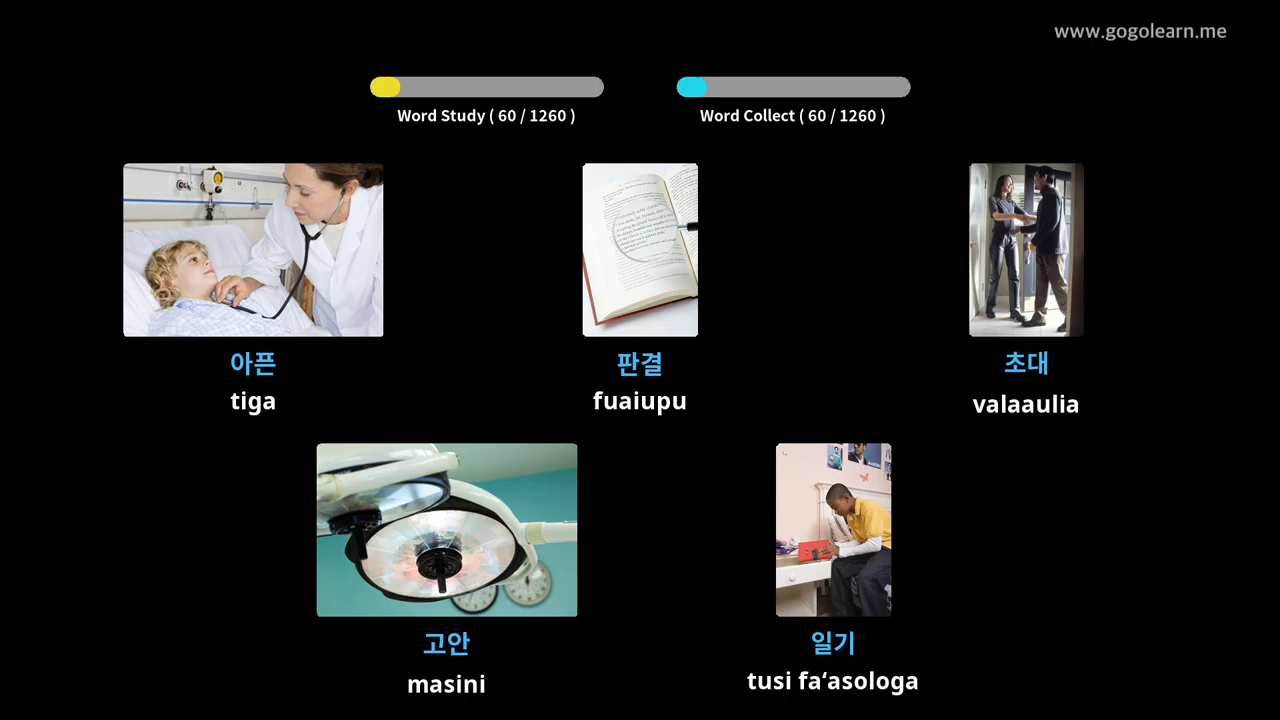 www.gogolearn.me
Word Study ( 60 / 1260 )
Word Collect ( 60 / 1260 )
아픈
tiga
판결
fuaiupu
초대
valaaulia
고안
masini
일기
tusi fa‘asologa